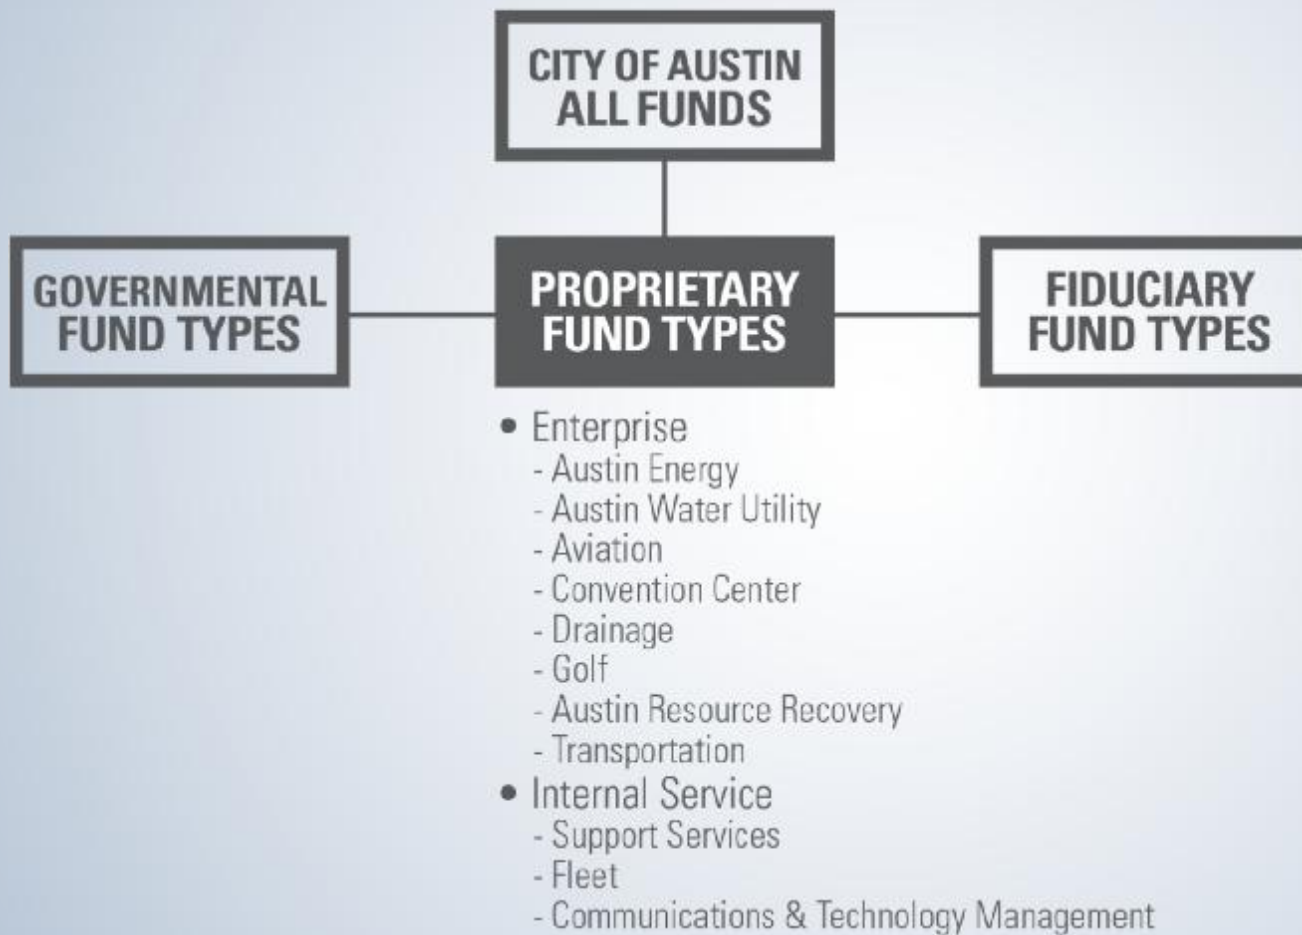 CITY OF AUSTIN
ALL FUNDS
GOVERNMENTAL
FUND TYPES
PROPRIETARY
FUND TYPES
FIDUCIARY
FUND TYPES
• Enterprise
- Austin Energy
- Austin Water Utility
- Aviation
- Convention Center
- Drainage
- Golf
- Austin Resource Recovery
- Transportation
• Internal Service
- Support Services
- Fleet
- Communications & Technology Management